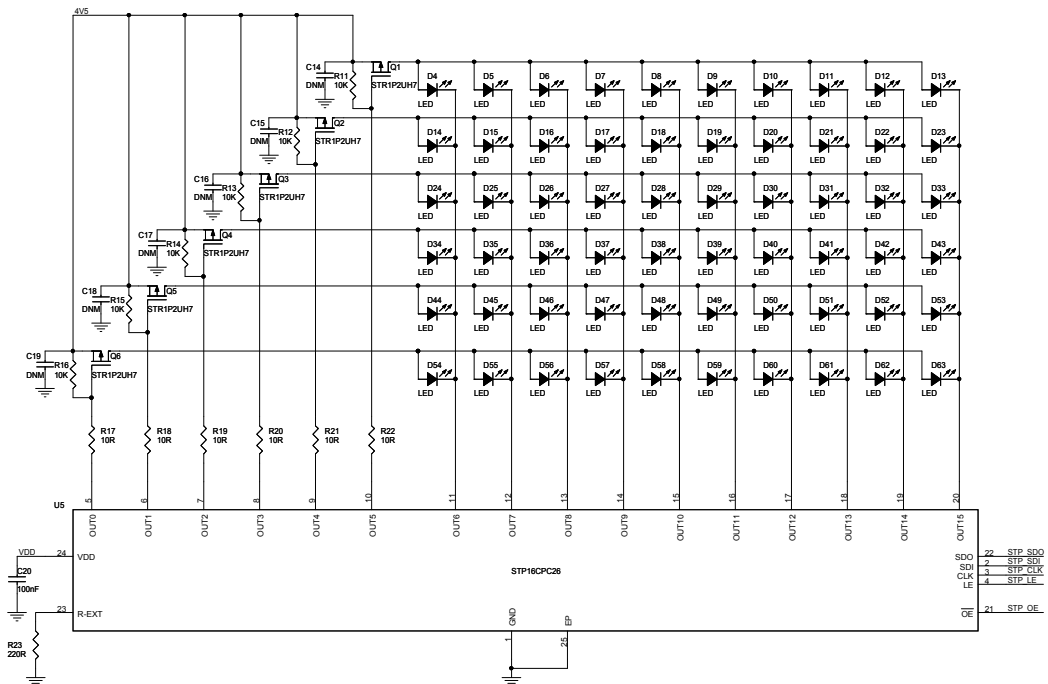 4V5
C14 R11 Q1 D4 D5 D6 D7 D8 D9 D10 D11 D12 D13
DNM 10K STR1P2UH7
LED LED LED LED LED LED LED LED LED LED
C15 R12 Q2 D14 D15 D16 D17 D18 D19 D20 D21 D22 D23
DNM 10K STR1P2UH7
LED LED LED LED LED LED LED LED LED LED
C16 R13 Q3 D24 D25 D26 D27 D28 D29 D30 D31 D32 D33
DNM 10K STR1P2UH7
LED LED LED LED LED LED LED LED LED LED
C17 R14 Q4 D34 D35 D36 D37 D38 D39 D40 D41 D42 D43
DNM 10K STR1P2UH7
LED LED LED LED LED LED LED LED LED LED
C18 R15 Q5 D44 D45 D46 D47 D48 D49 D50 D51 D52 D53
DNM 10K STR1P2UH7
LED LED LED LED LED LED LED LED LED LED
C19 R16 Q6 D54 D55 D56 D57 D58 D59 D60 D61 D62 D63
DNM 10K STR1P2UH7
LED LED LED LED LED LED LED LED LED LED
R17 R18 R19 R20 R21 R22
10R 10R 10R 10R 10R 10R
U5 5 6 7 8 9 10 11 12 13 14 15 16 17 18 19 20
OUT0 OUT1 OUT2 OUT3 OUT4 OUT5 OUT6 OUT7 OUT8 OUT9 OUT10 OUT11 OUT12 OUT13 OUT14 OUT15
VDD 24 VDD
SDO 22 STP_SDO
SDI 2 STP_SDI
CLK 3 STP_CLK
LE 4 STP_LE
C20
100nF
STP16CPC26
23 R-EXT
OE 21 STP_OE
GND EP
1 25
R23
220R